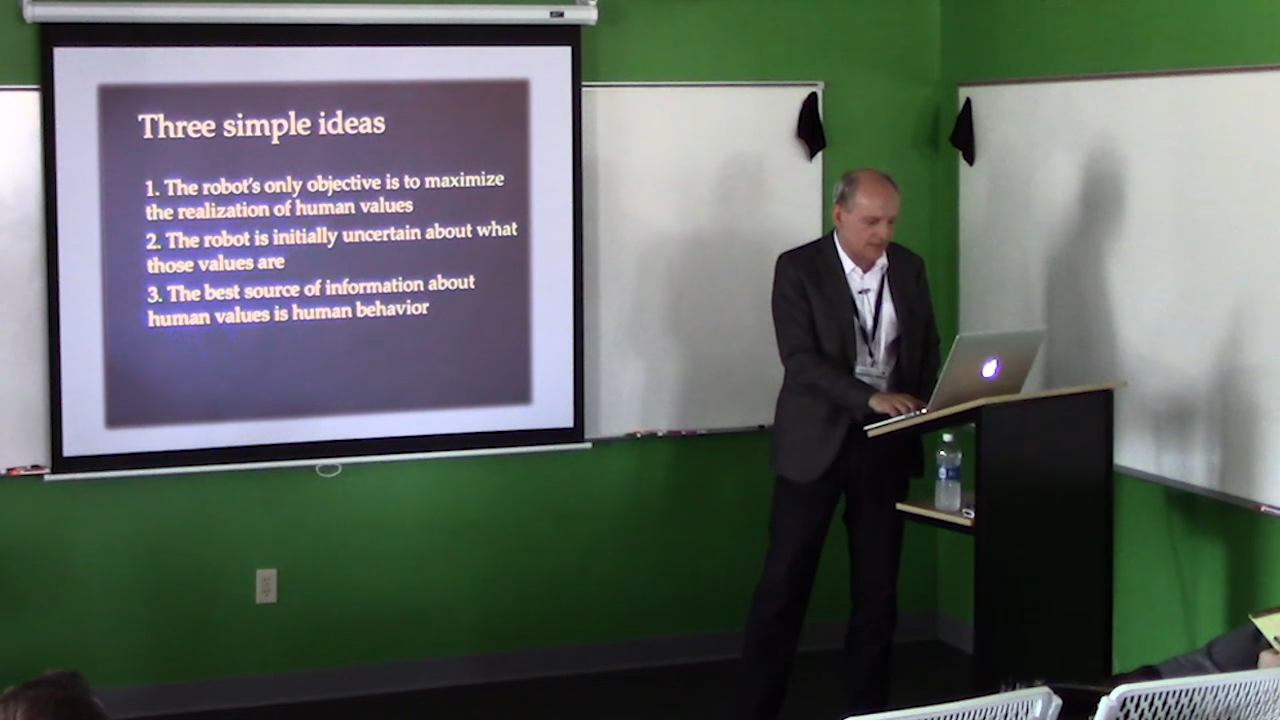 Three simple ideas
1. The robot's only objective is to maximize
the realization of human values
2. The robot is initially uncertain about what
those values are
3. The best source of information about
human values is human behavior